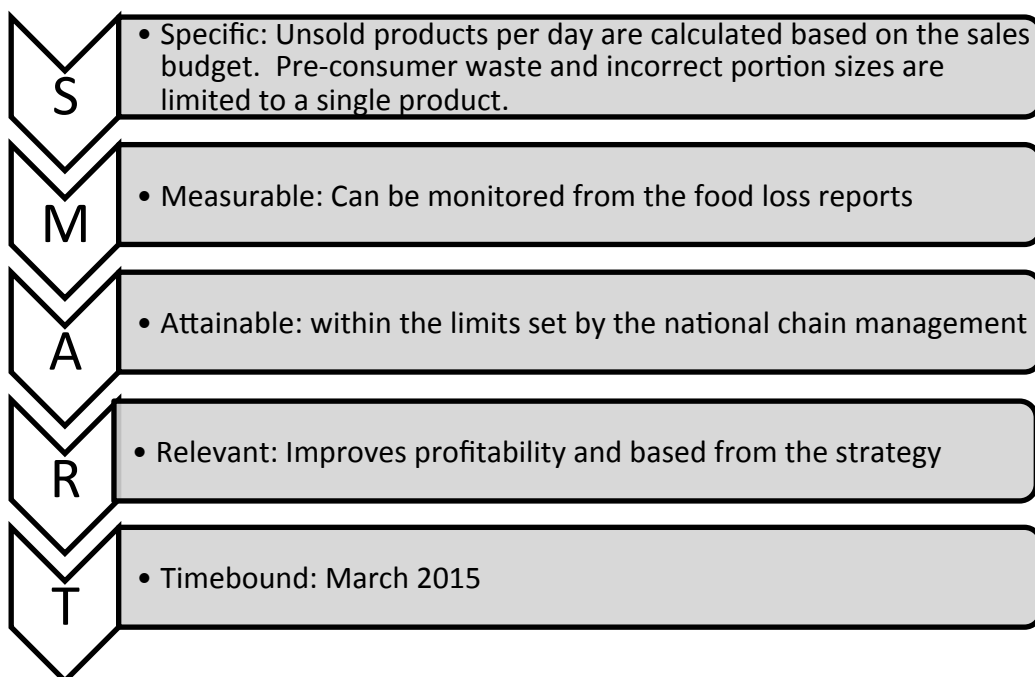 S
• Specific: Unsold products per day are calculated based on the sales
budget.  Pre-consumer waste and incorrect portion sizes are
limited to a single product.
M
• Measurable: Can be monitored from the food loss reports
A
• Attainable: within the limits set by the national chain management
R
• Relevant: Improves profitability and based from the strategy
T
• Timebound: March 2015